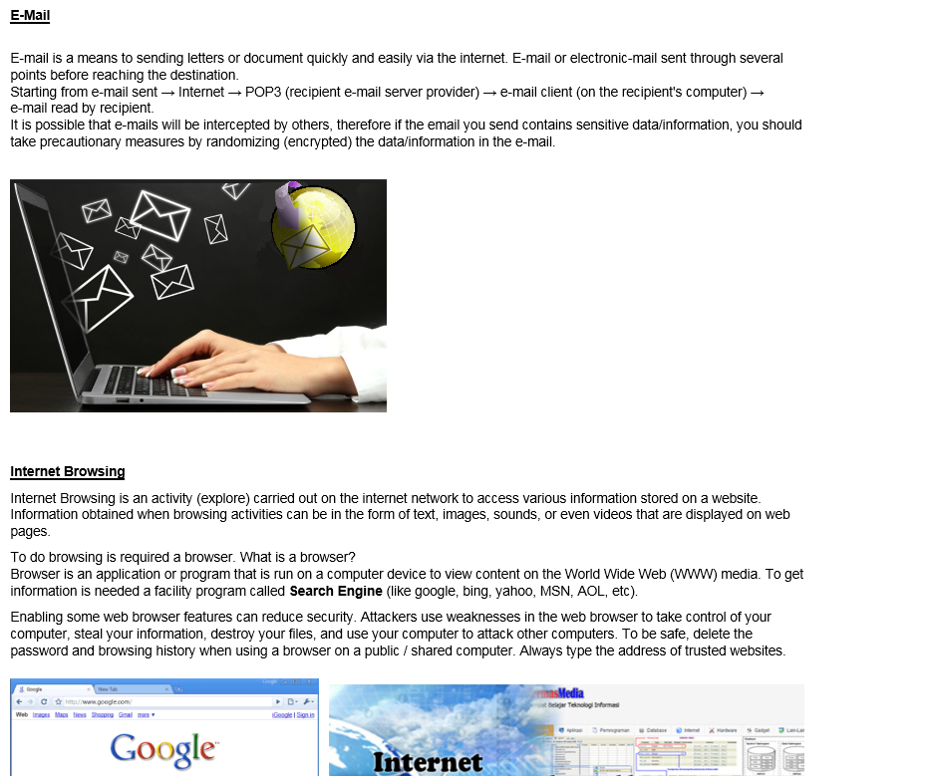 E-Mail
E-mail is a means to sending letters or document quickly and easily via the internet. E-mail or electronic-mail sent through several
points before reaching the destination.
Starting from e-mail sent → Internet → POP3 (recipient e-mail server provider) → e-mail client (on the recipient's computer) →
e-mail read by recipient.
It is possible that e-mails will be intercepted by others, therefore if the email you send contains sensitive data/information, you should
take precautionary measures by randomizing (encrypted) the data/information in the e-mail.
Internet Browsing
Internet Browsing is an activity (explore) carried out on the internet network to access various information stored on a website.
Information obtained when browsing activities can be in the form of text, images, sounds, or even videos that are displayed on web
pages.
To do browsing is required a browser. What is a browser?
Browser is an application or program that is run on a computer device to view content on the World Wide Web (WWW) media. To get
information is needed a facility program called Search Engine (like google, bing, yahoo, MSN, AOL, etc).
Enabling some web browser features can reduce security. Attackers use weaknesses in the web browser to take control of your
computer, steal your information, destroy your files, and use your computer to attack other computers. To be safe, delete the
password and browsing history when using a browser on a public / shared computer. Always type the address of trusted websites.
Google New Tab
http://www.google.com/
Web Images Maps News Shopping Gmail more iGoogle | Sign in
Google
Media
Belajar Teknologi Informasi
Aplikasi Pemrograman Database Internet Hardware Gadget
Internet